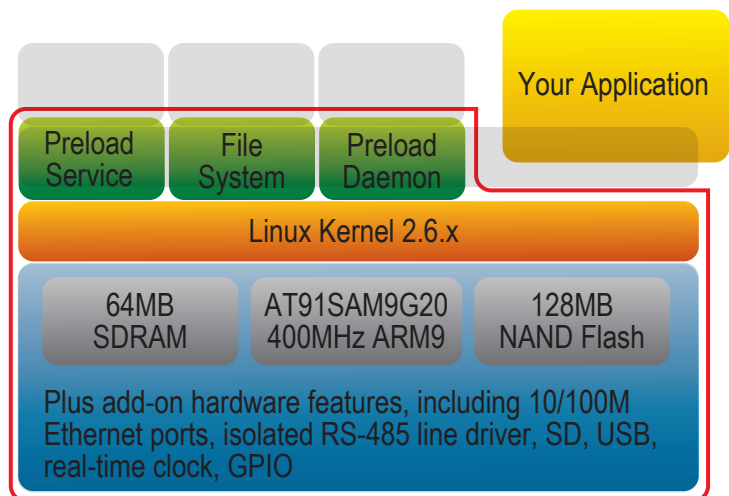 Your Application
Preload
Service
File
System
Preload
Daemon
Linux Kernel 2.6.x
64MB
SDRAM
AT91SAM9G20
400MHz ARM9
128MB
NAND Flash
Plus add-on hardware features, including 10/100M
Ethernet ports, isolated RS-485 line driver, SD, USB,
real-time clock, GPIO